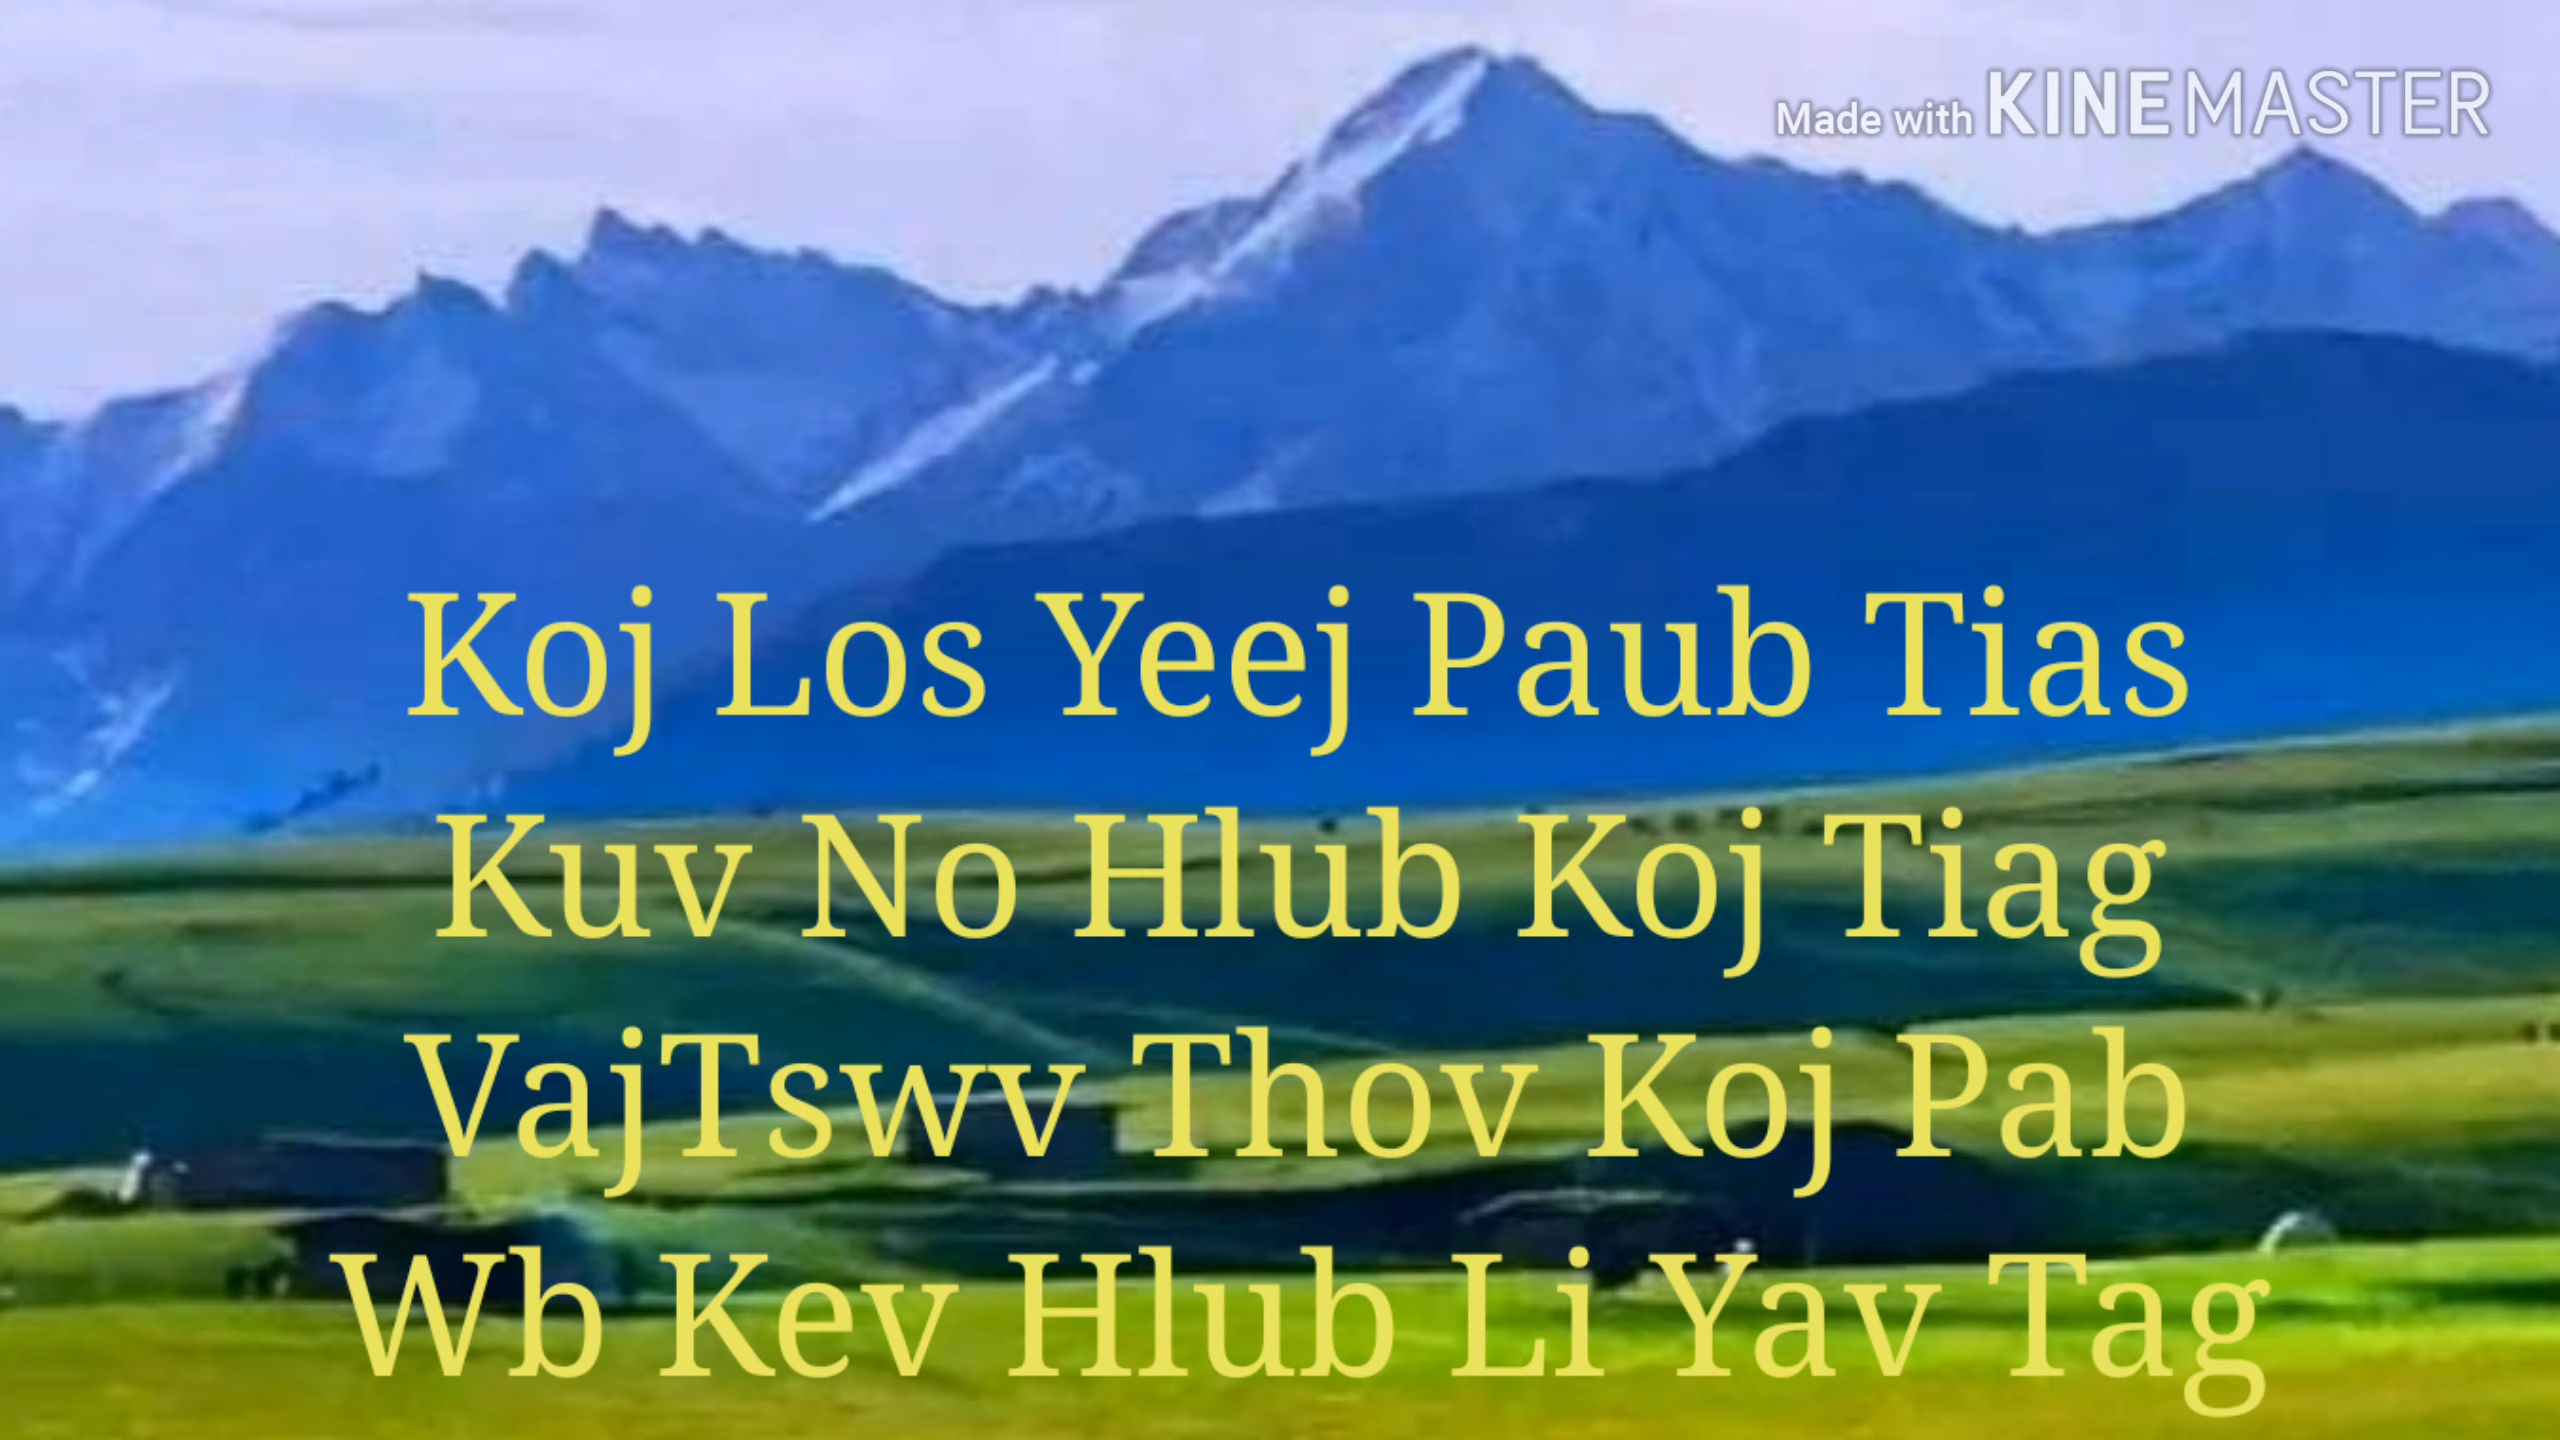 Made with KINEMASTER
Koj Los Yeej Paub Tias
Kuv No Hlub Koj Tiag
VajTswv Thov Koj Pab
Wb Kev Hlub Li Yav Tag